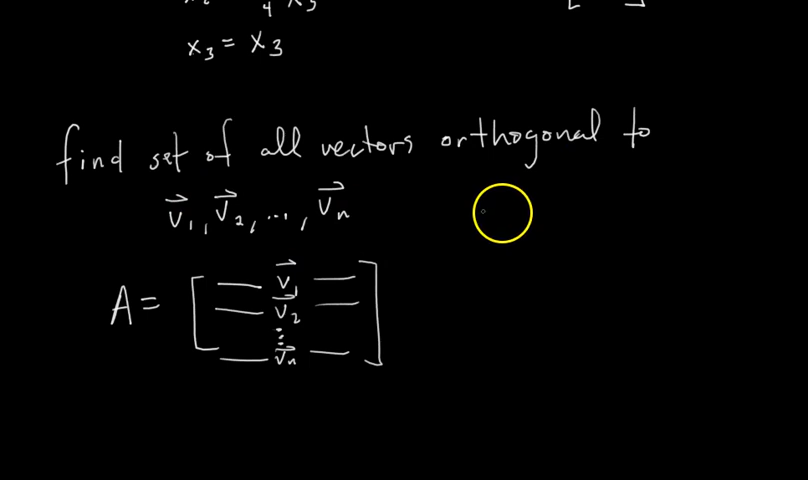 x₃ = x₃
find set of all vectors orthogonal to
v⃗₁, v⃗₂, ..., v⃗ₙ
A = [ — v⃗₁ —
— v⃗₂ —
⋮
— v⃗ₙ — ]